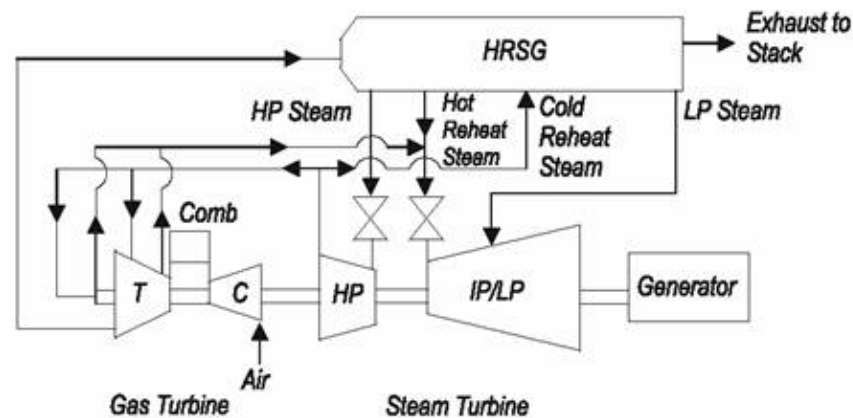 Exhaust to
Stack
HRSG
HP Steam
Hot
Reheat
Steam
Cold
Reheat
Steam
LP Steam
Comb
T
C
HP
IP/LP
Generator
Air
Gas Turbine
Steam Turbine